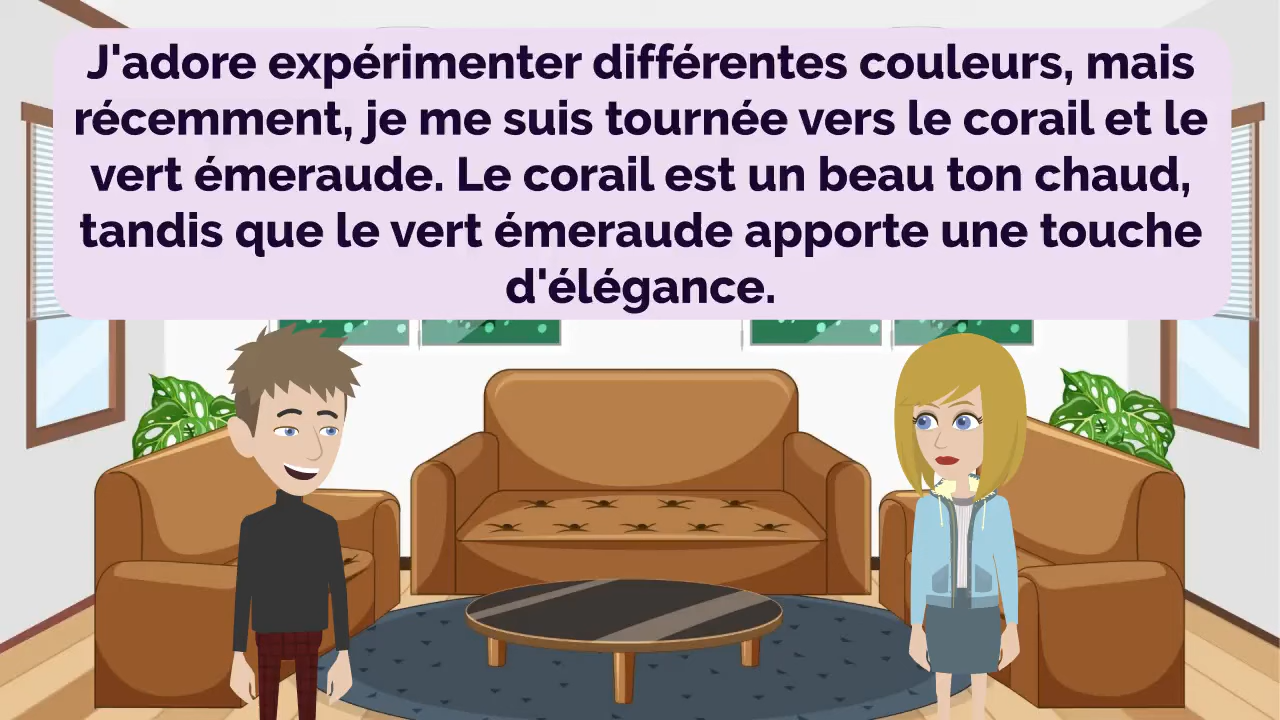 J'adore expérimenter différentes couleurs, mais
récemment, je me suis tournée vers le corail et le
vert émeraude. Le corail est un beau ton chaud,
tandis que le vert émeraude apporte une touche
d'élégance.